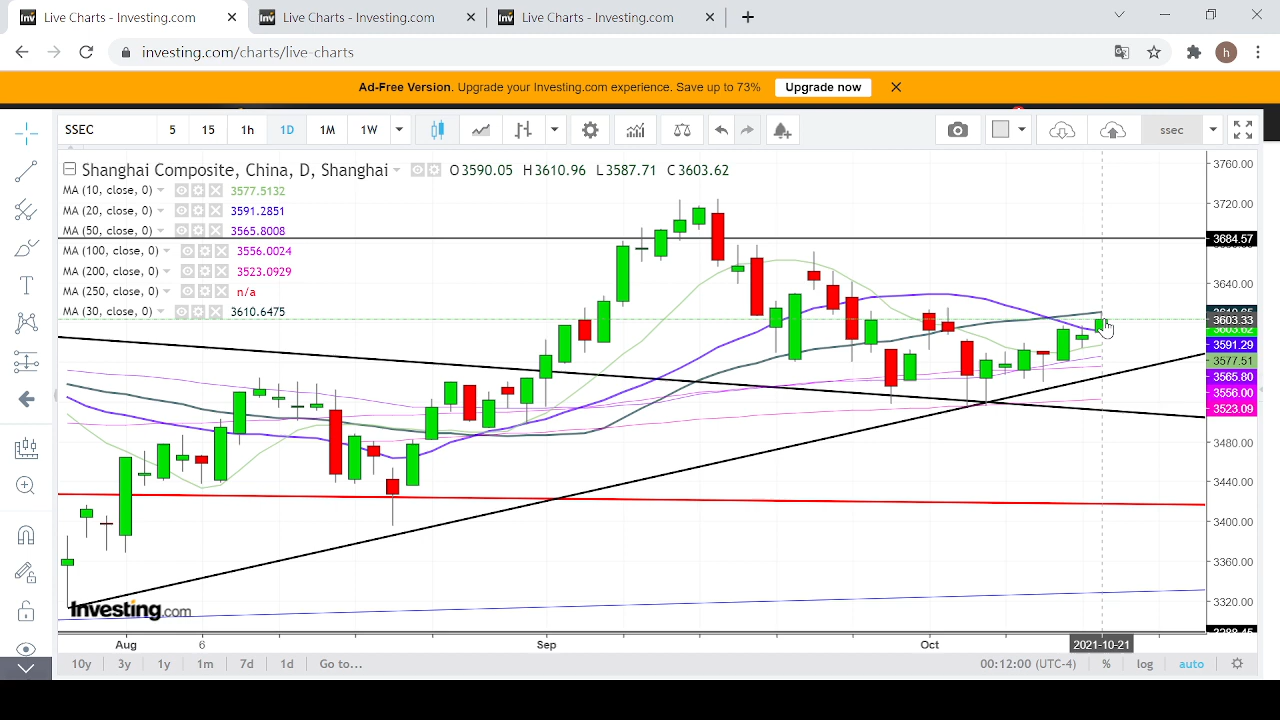 Live Charts - Investing.com
Live Charts - Investing.com
Live Charts - Investing.com
investing.com/charts/live-charts
h
Ad-Free Version. Upgrade your Investing.com experience. Save up to 73%
Upgrade now
SSEC
5
15
1h
1D
1M
1W
ssec
Shanghai Composite, China, D, Shanghai
O3590.05 H3610.96 L3587.71 C3603.62
MA (10, close, 0) 3577.5132
MA (20, close, 0) 3591.2851
MA (50, close, 0) 3565.8008
MA (100, close, 0) 3556.0024
MA (200, close, 0) 3523.0929
MA (250, close, 0) n/a
MA (30, close, 0) 3610.6475
3760.00
3720.00
3684.57
3640.00
3603.33
3603.62
3591.29
3577.51
3565.80
3556.00
3523.09
3480.00
3440.00
3400.00
3360.00
3320.00
Investing.com
Aug
6
Sep
Oct
2021-10-21
10y
3y
1y
1m
7d
1d
Go to...
00:12:00 (UTC-4)
%
log
auto